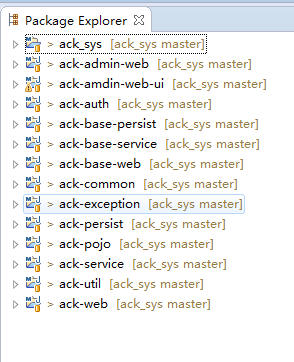 Package Explorer
> ack_sys [ack_sys master]
> ack-admin-web [ack_sys master]
> ack-amdin-web-ui [ack_sys master]
> ack-auth [ack_sys master]
> ack-base-persist [ack_sys master]
> ack-base-service [ack_sys master]
> ack-base-web [ack_sys master]
> ack-common [ack_sys master]
> ack-exception [ack_sys master]
> ack-persist [ack_sys master]
> ack-pojo [ack_sys master]
> ack-service [ack_sys master]
> ack-util [ack_sys master]
> ack-web [ack_sys master]